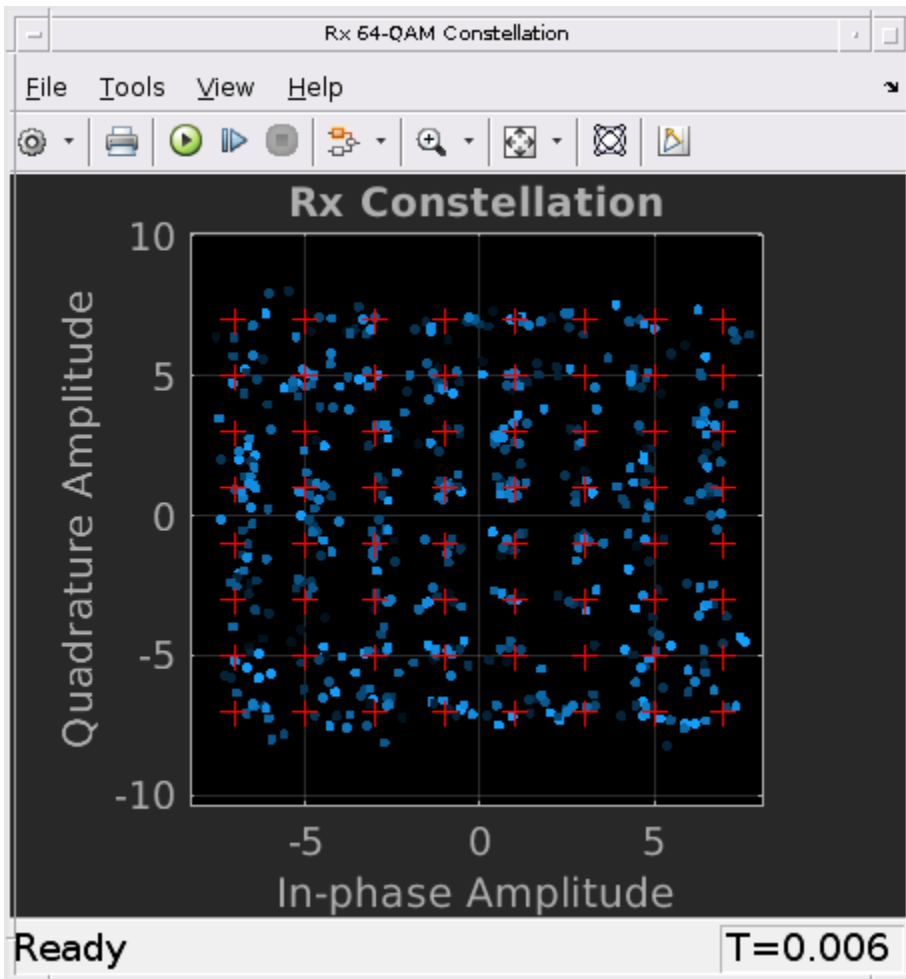 Rx 64-QAM Constellation
File Tools View Help
Rx Constellation
10
5
0
-5
-10
Quadrature Amplitude
-5 0 5
In-phase Amplitude
Ready T=0.006